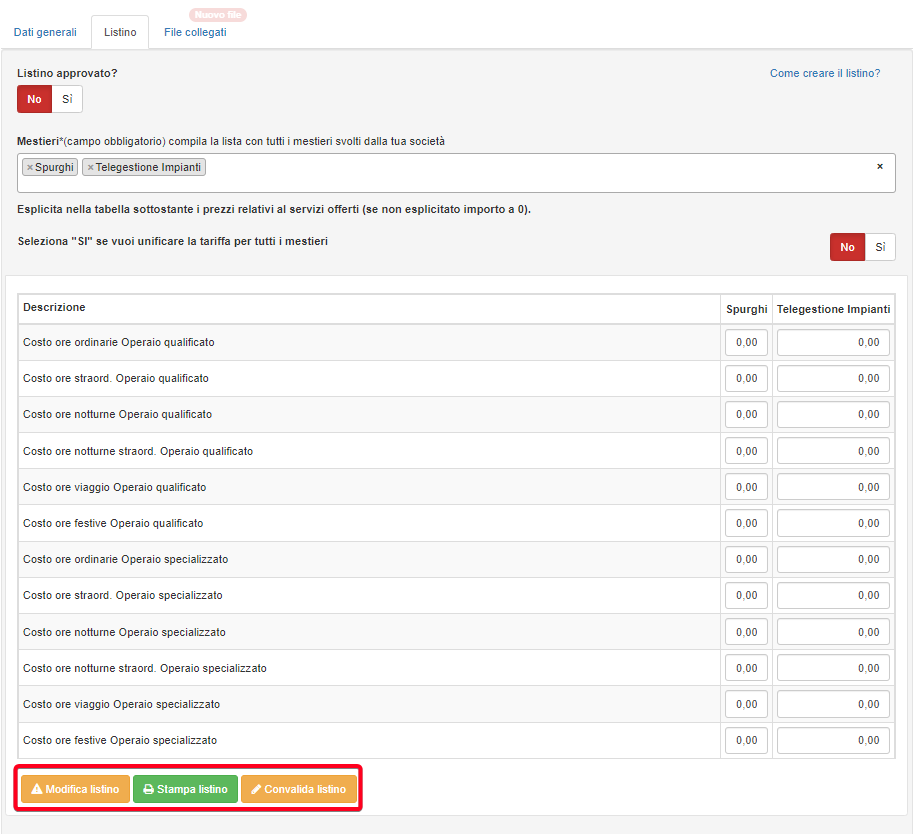 Nuovo file
Dati generali Listino File collegati
Listino approvato? Come creare il listino?
No Sì
Mestieri*(campo obbligatorio) compila la lista con tutti i mestieri svolti dalla tua società
×Spurghi ×Telegestione Impianti ×
Esplicita nella tabella sottostante i prezzi relativi al servizi offerti (se non esplicitato importo a 0).
Seleziona "SI" se vuoi unificare la tariffa per tutti i mestieri No Sì
Descrizione Spurghi Telegestione Impianti
Costo ore ordinarie Operaio qualificato 0,00 0,00
Costo ore straord. Operaio qualificato 0,00 0,00
Costo ore notturne Operaio qualificato 0,00 0,00
Costo ore notturne straord. Operaio qualificato 0,00 0,00
Costo ore viaggio Operaio qualificato 0,00 0,00
Costo ore festive Operaio qualificato 0,00 0,00
Costo ore ordinarie Operaio specializzato 0,00 0,00
Costo ore straord. Operaio specializzato 0,00 0,00
Costo ore notturne Operaio specializzato 0,00 0,00
Costo ore notturne straord. Operaio specializzato 0,00 0,00
Costo ore viaggio Operaio specializzato 0,00 0,00
Costo ore festive Operaio specializzato 0,00 0,00
Modifica listino Stampa listino Convalida listino